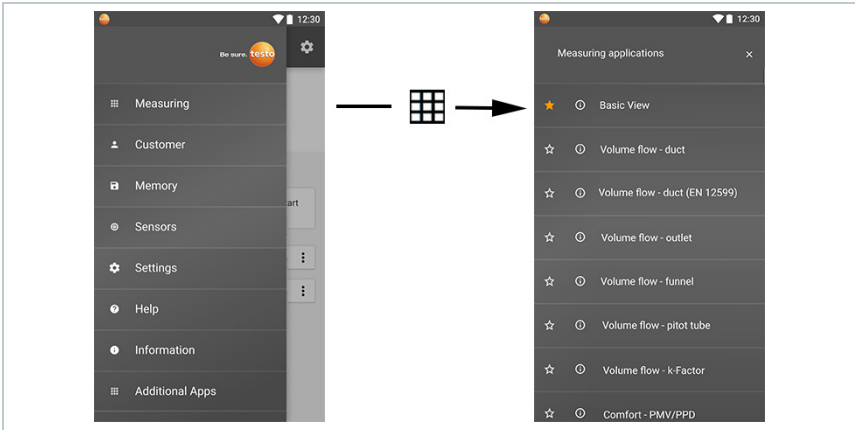 12:30
Be sure. testo
Measuring
Customer
Memory
Sensors
art
Settings
Help
Information
Additional Apps
12:30
Measuring applications ×
Basic View
Volume flow - duct
Volume flow - duct (EN 12599)
Volume flow - outlet
Volume flow - funnel
Volume flow - pitot tube
Volume flow - k-Factor
Comfort - PMV/PPD